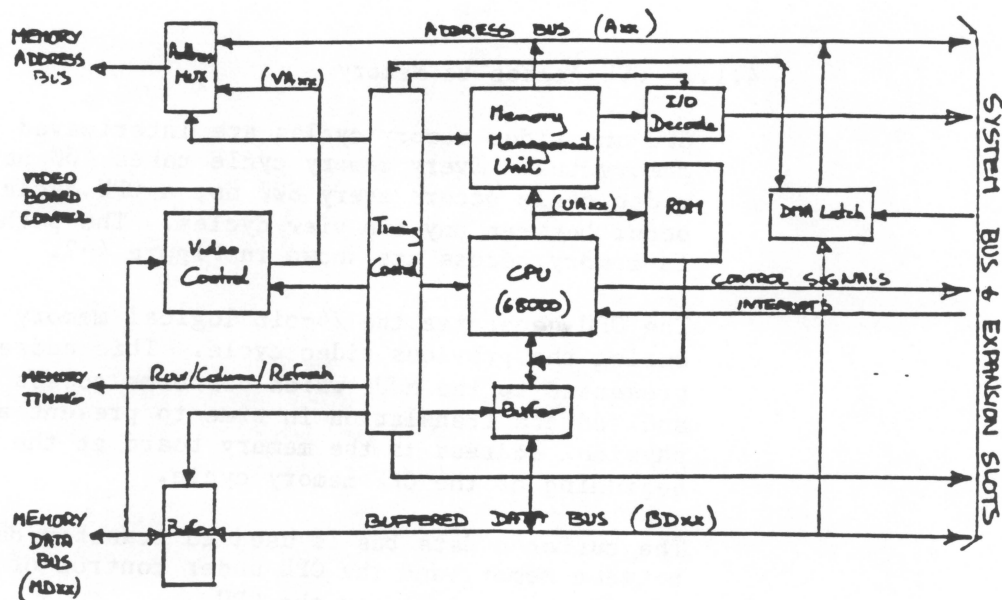 ADDRESS BUS (Axx)
MEMORY
ADDRESS
BUS
Address
MUX
(VAxx)
Memory
Management
Unit
I/O
Decode
VIDEO
BOARD
CONTROL
Video
Control
Timing
Control
(UAxx)
ROM
DMA Latch
CPU
(68000)
CONTROL SIGNALS
INTERRUPTS
MEMORY
TIMING
Row/Column/Refresh
Buffer
MEMORY
DATA
BUS
(MDxx)
Buffer
BUFFERED DATA BUS (BDxx)
SYSTEM BUS & EXPANSION SLOTS